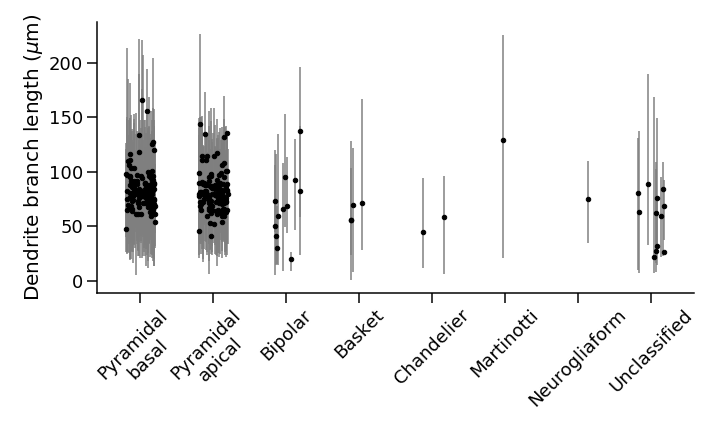 Dendrite branch length (μm)
200
150
100
50
0
Pyramidal
basal
Pyramidal
apical
Bipolar
Basket
Chandelier
Martinotti
Neurogliaform
Unclassified